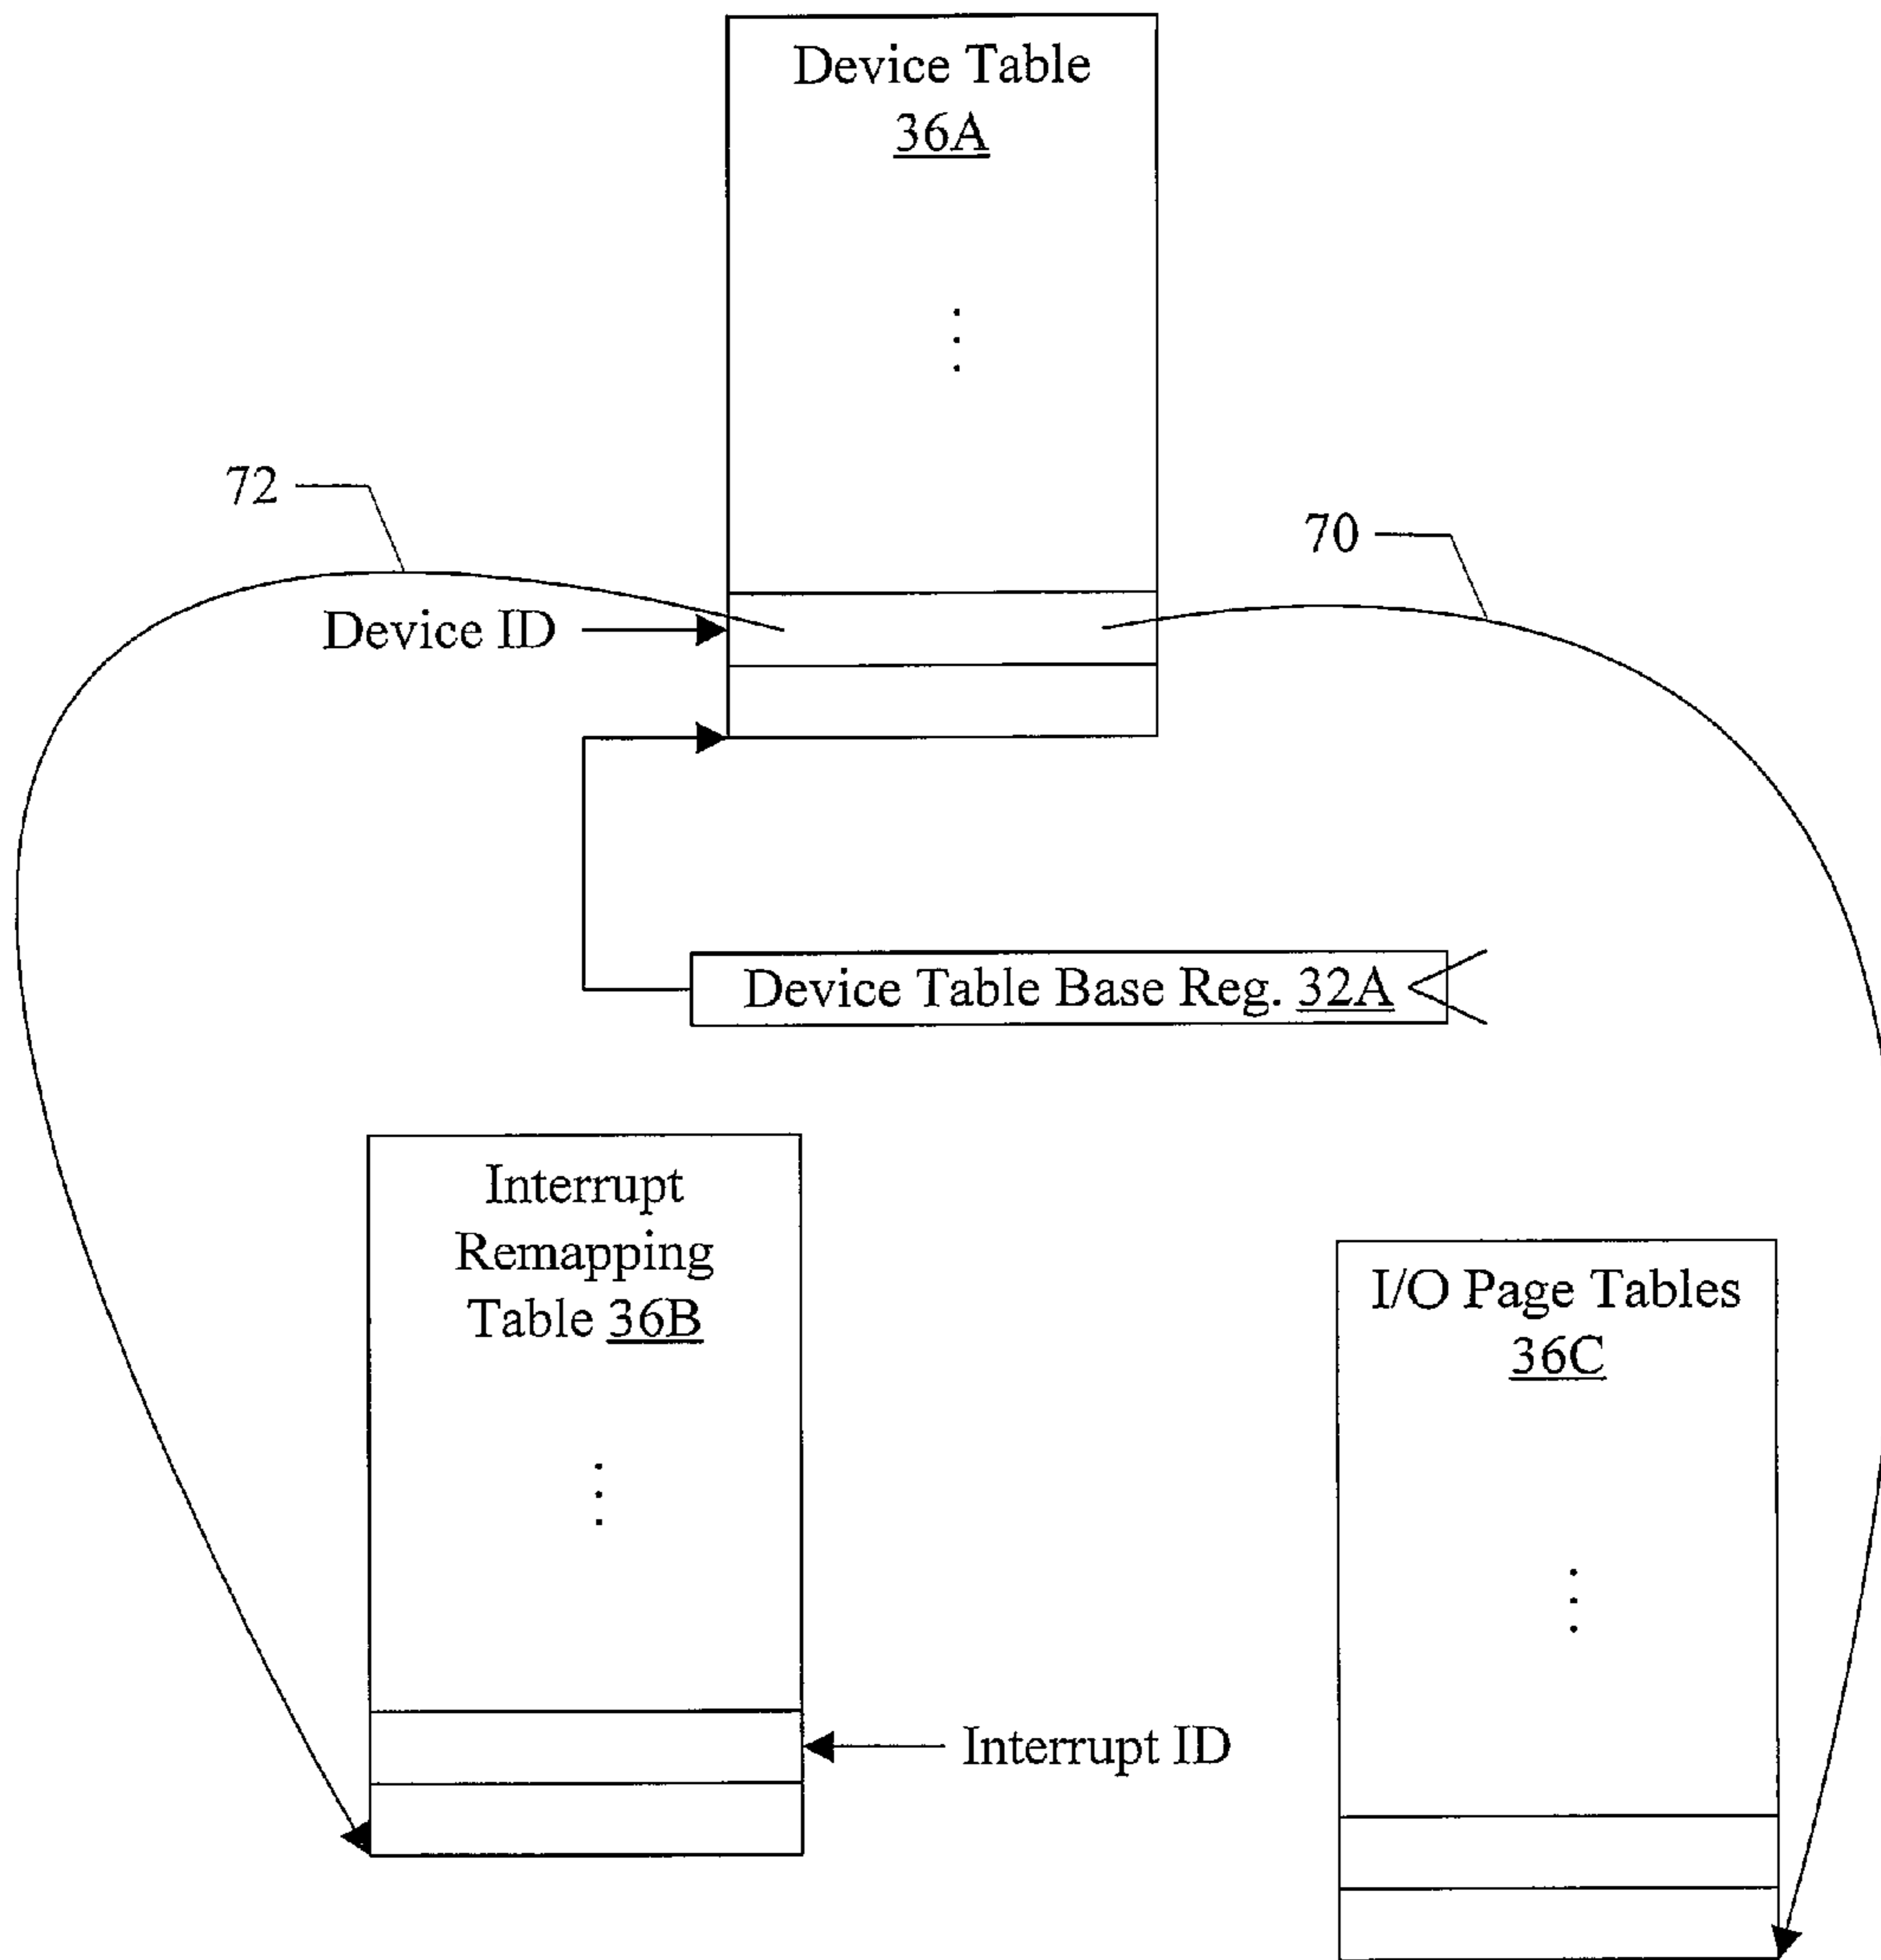 Device Table
36A
72
70
Device ID
Device Table Base Reg. 32A
Interrupt
Remapping
Table 36B
I/O Page Tables
36C
Interrupt ID